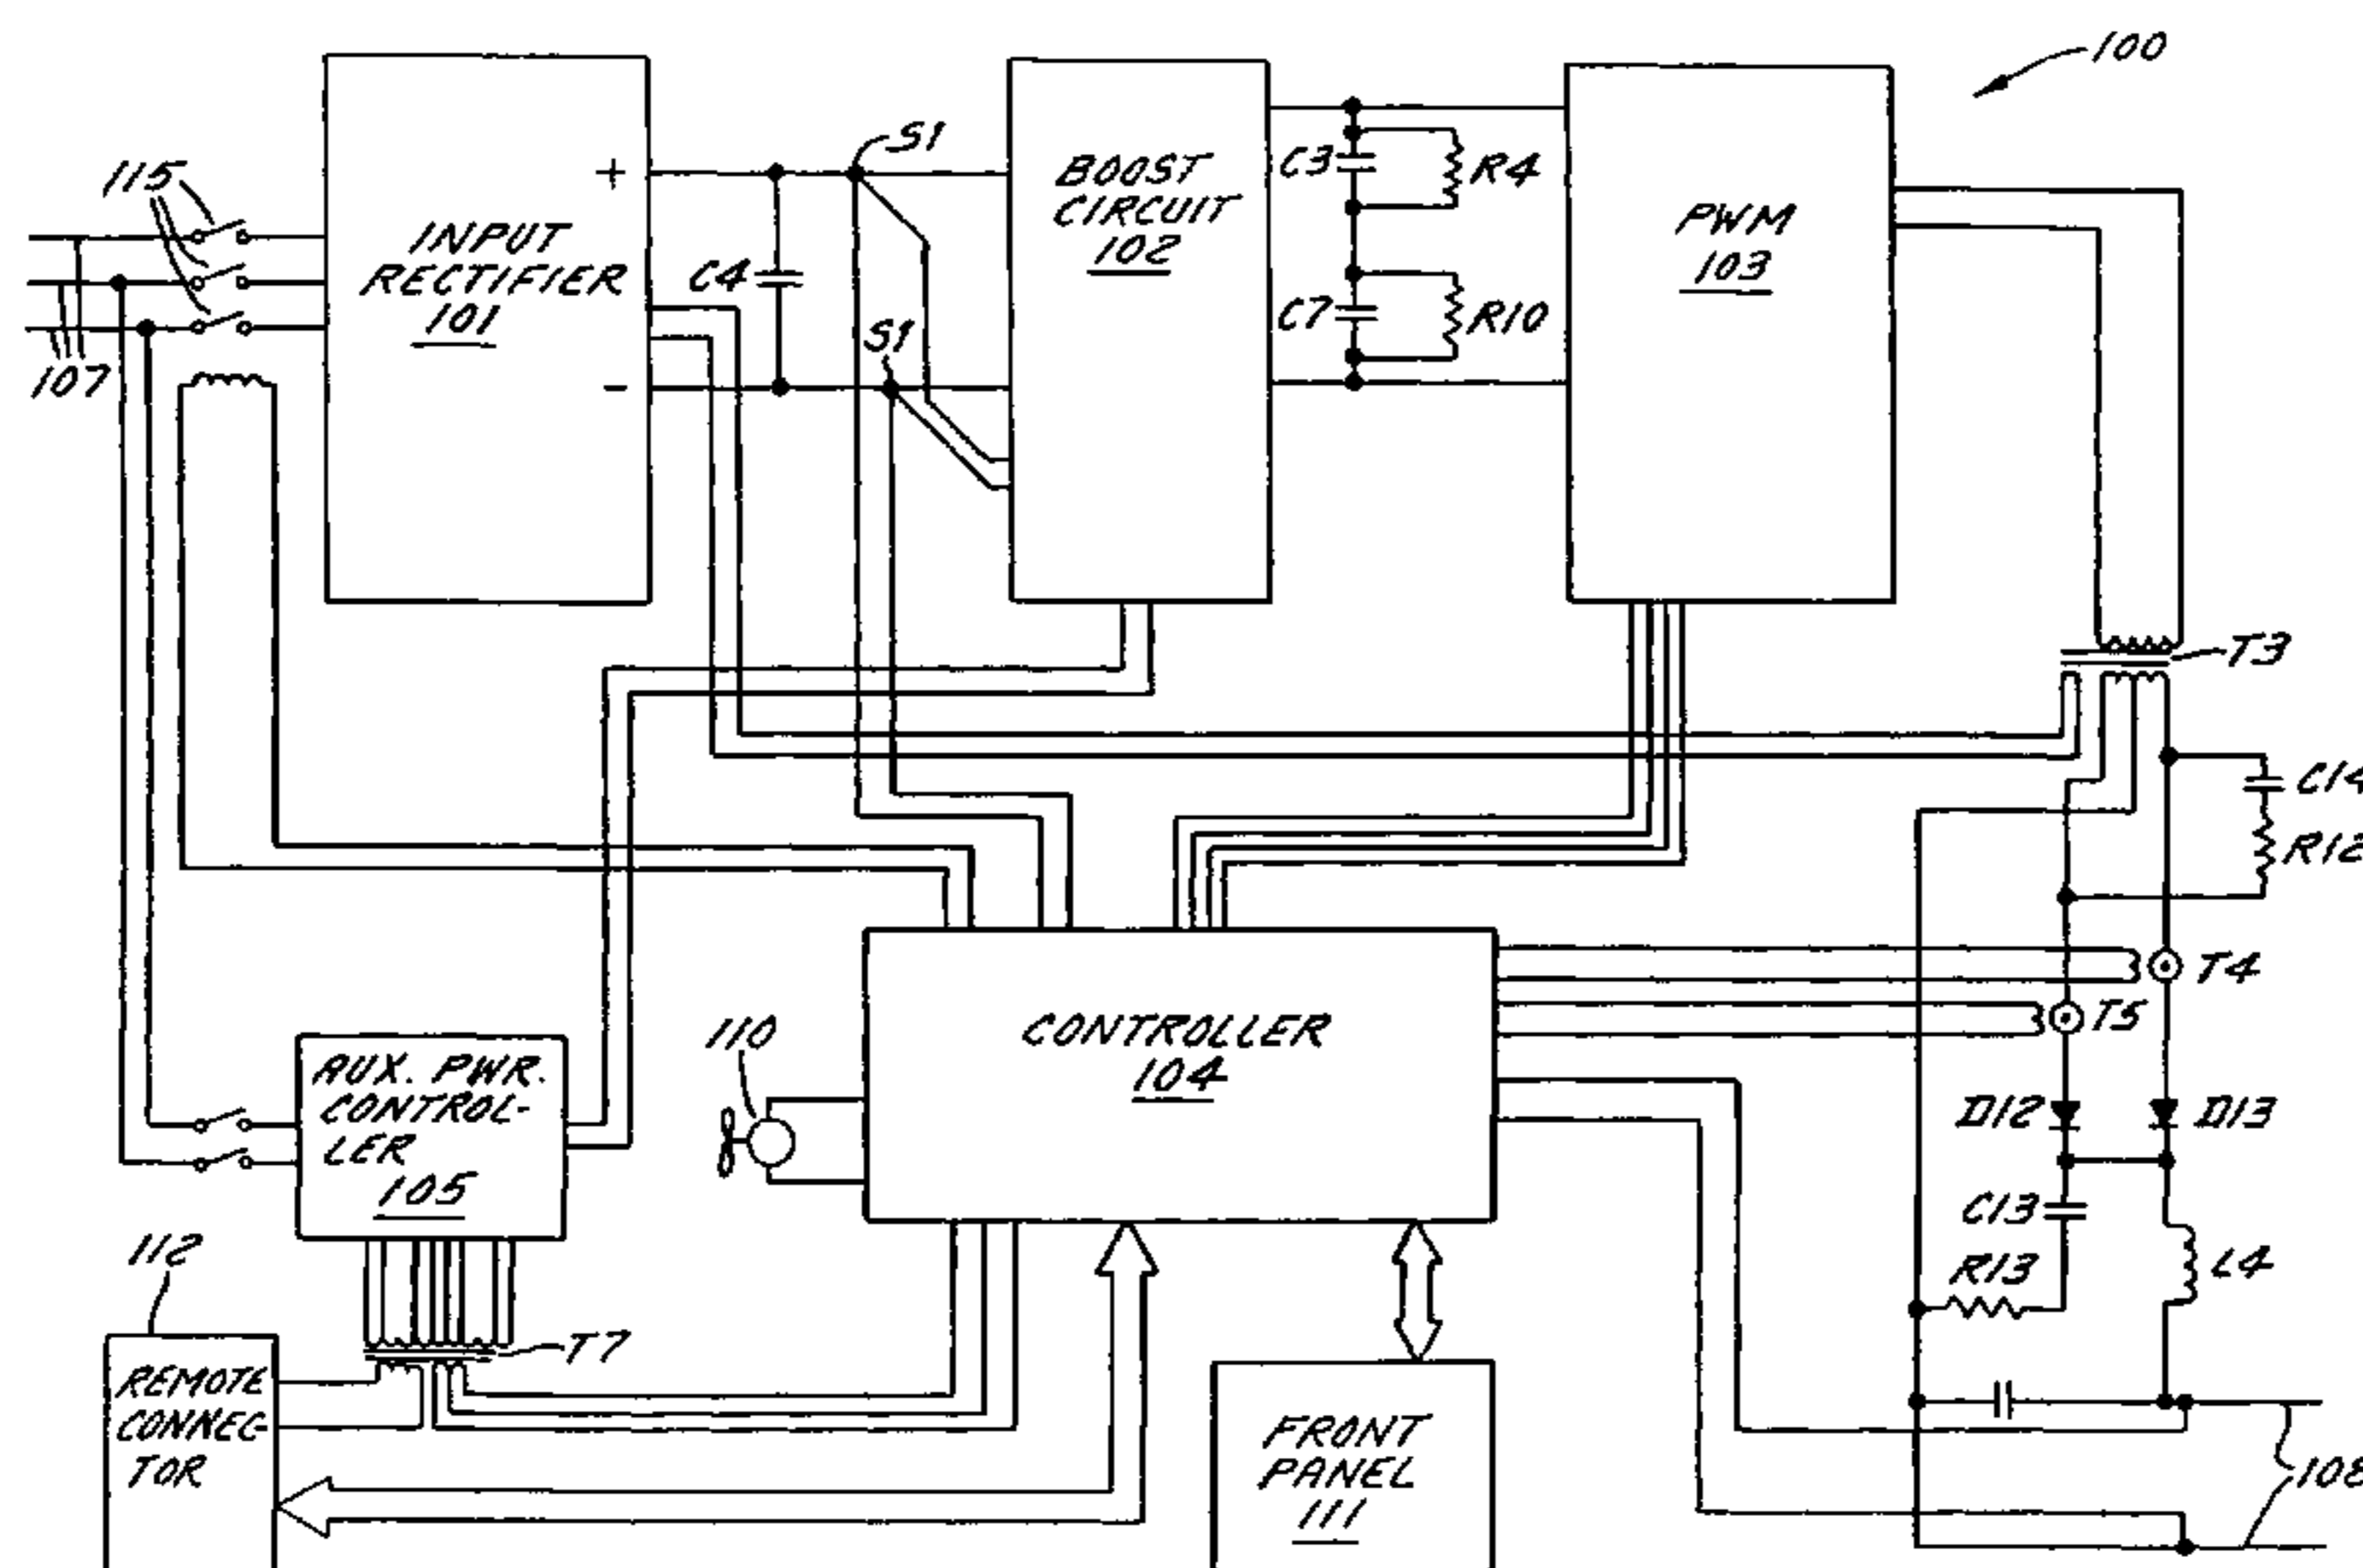 100
115
S1
+
INPUT
RECTIFIER
101
C4
BOOST
CIRCUIT
102
C3
R4
C7
R10
PWM
103
S1
-
107
T3
C14
R12
T4
T5
110
CONTROLLER
104
AUX. PWR.
CONTROL-
LER
105
D12
D13
C13
R13
L4
112
T7
REMOTE
CONNEC-
TOR
FRONT
PANEL
111
108